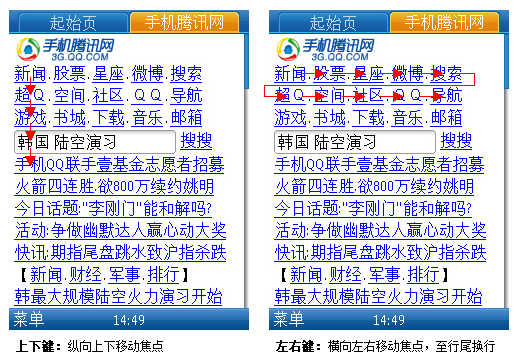 起始页 手机腾讯网
手机腾讯网
3G.QQ.COM
新闻.股票.星座.微博.搜索
超Q.空间.社区.QQ.导航
游戏.书城.下载.音乐.邮箱
韩国 陆空演习 搜搜
手机QQ联手壹基金志愿者招募
火箭四连胜.欲800万续约姚明
今日话题:"李刚门"能和解吗?
活动:争做幽默达人赢心动大奖
快讯:期指尾盘跳水致沪指杀跌
【新闻.财经.军事.排行】
韩最大规模陆空火力演习开始
菜单 14:49
上下键：纵向上下移动焦点
起始页 手机腾讯网
手机腾讯网
3G.QQ.COM
新闻.股票.星座.微博.搜索
超Q.空间.社区.QQ.导航
游戏.书城.下载.音乐.邮箱
韩国 陆空演习 搜搜
手机QQ联手壹基金志愿者招募
火箭四连胜.欲800万续约姚明
今日话题:"李刚门"能和解吗?
活动:争做幽默达人赢心动大奖
快讯:期指尾盘跳水致沪指杀跌
【新闻.财经.军事.排行】
韩最大规模陆空火力演习开始
菜单 14:49
左右键：横向左右移动焦点，至行尾换行